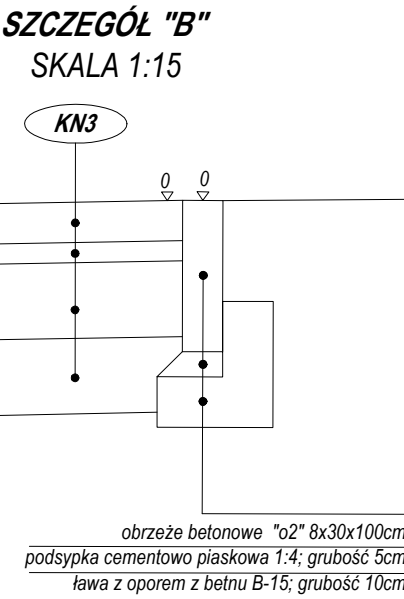 SZCZEGÓŁ "B"
SKALA 1:15
KN3
0 0
obrzeże betonowe "o2" 8x30x100cm
podsypka cementowo piaskowa 1:4; grubość 5cm
ława z oporem z betnu B-15; grubość 10cm